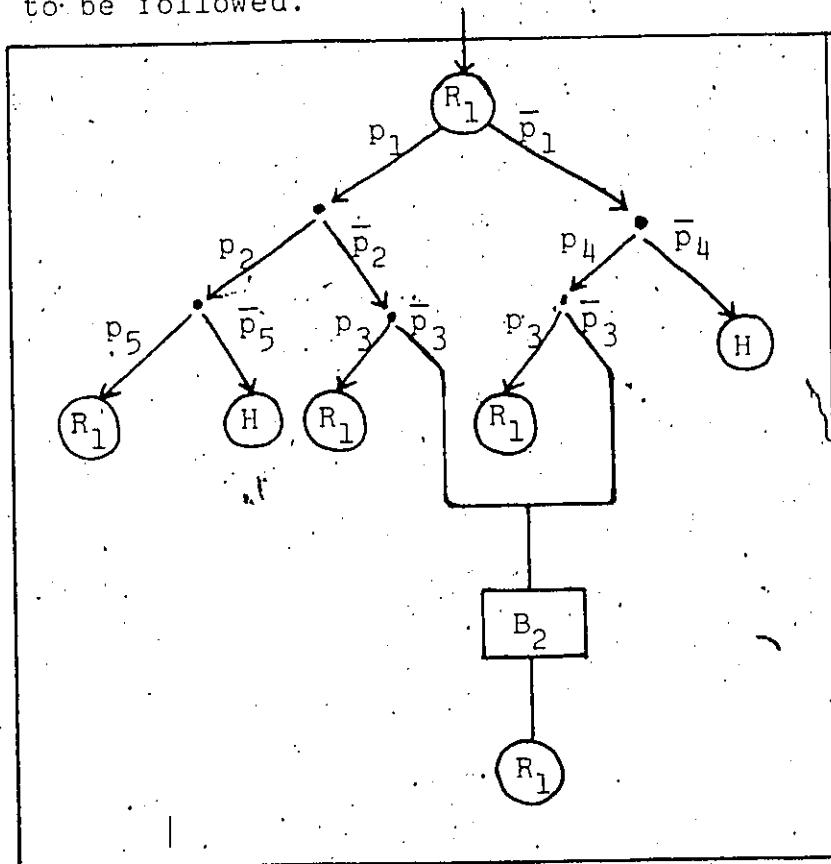 to be followed.
R₁
p₁ p̄₁
p₂ p̄₂ p₄ p̄₄
p₅ p̄₅ p₃ p̄₃ p₃ p̄₃ H
R₁ H R₁ R₁
B₂
R₁